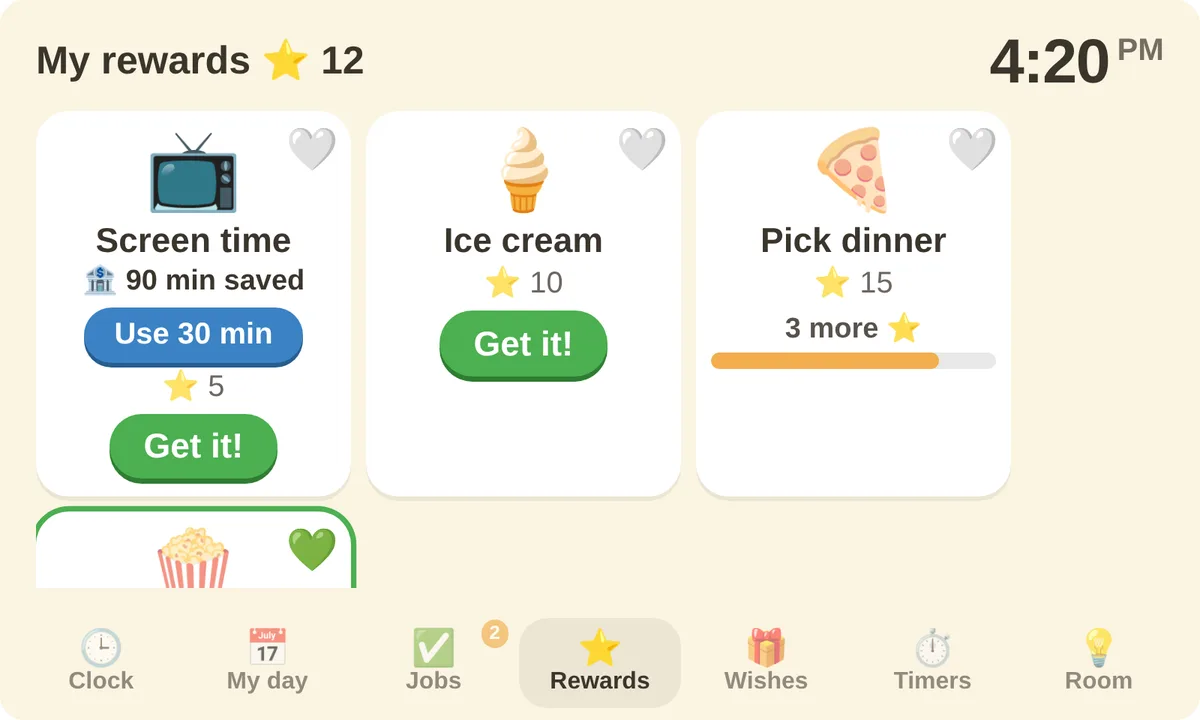 My rewards ⭐ 12
4:20 PM
Screen time
90 min saved
Use 30 min
⭐ 5
Get it!
Ice cream
⭐ 10
Get it!
Pick dinner
⭐ 15
3 more ⭐
Clock
July
17
My day
Jobs
2
Rewards
Wishes
Timers
Room